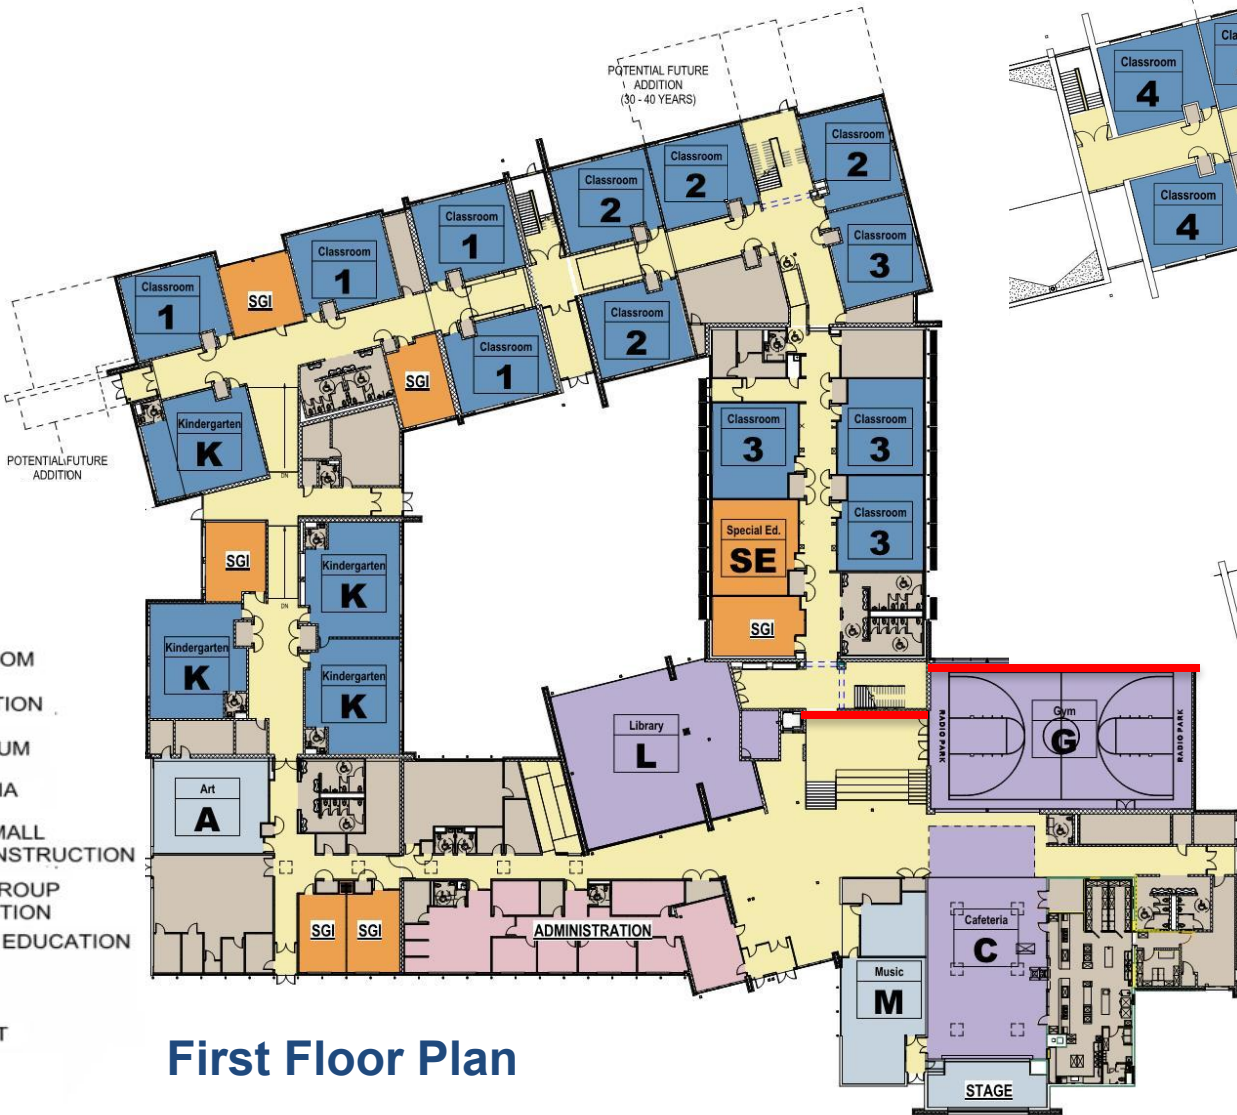 POTENTIAL FUTURE
ADDITION
(30 - 40 YEARS)
Classroom
4
Classroom
4
Classroom
2
Classroom
2
Classroom
2
Classroom
3
Classroom
1
Classroom
1
Classroom
1
SGI
Classroom
2
Classroom
1
SGI
Kindergarten
K
POTENTIAL FUTURE
ADDITION
DN
Classroom
3
Classroom
3
Classroom
3
Special Ed.
SE
SGI
SGI
DN
Kindergarten
K
Kindergarten
K
Kindergarten
K
Library
L
RADIO PARK
Gym
G
RADIO PARK
Art
A
SGI
SGI
ADMINISTRATION
Cafeteria
C
Music
M
STAGE
OM
TION
UM
IA
MALL
NSTRUCTION
GROUP
TION
EDUCATION
T
First Floor Plan